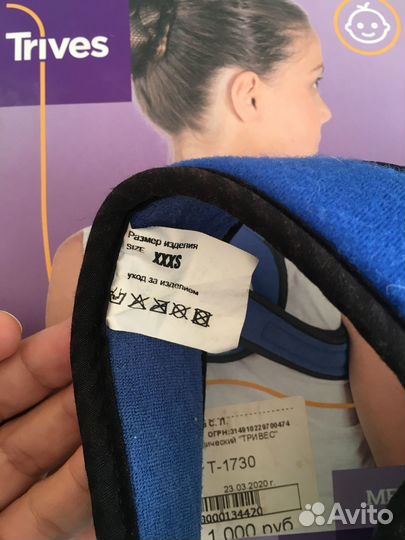 Trives
Размер изделия
SIZE XXXS
уход за изделием
С. Л.
ОГРН:314910229700474
"ТРИВЕС"
Т-1730
23.03.2020 г.
0000134420
1 000 руб
Avito